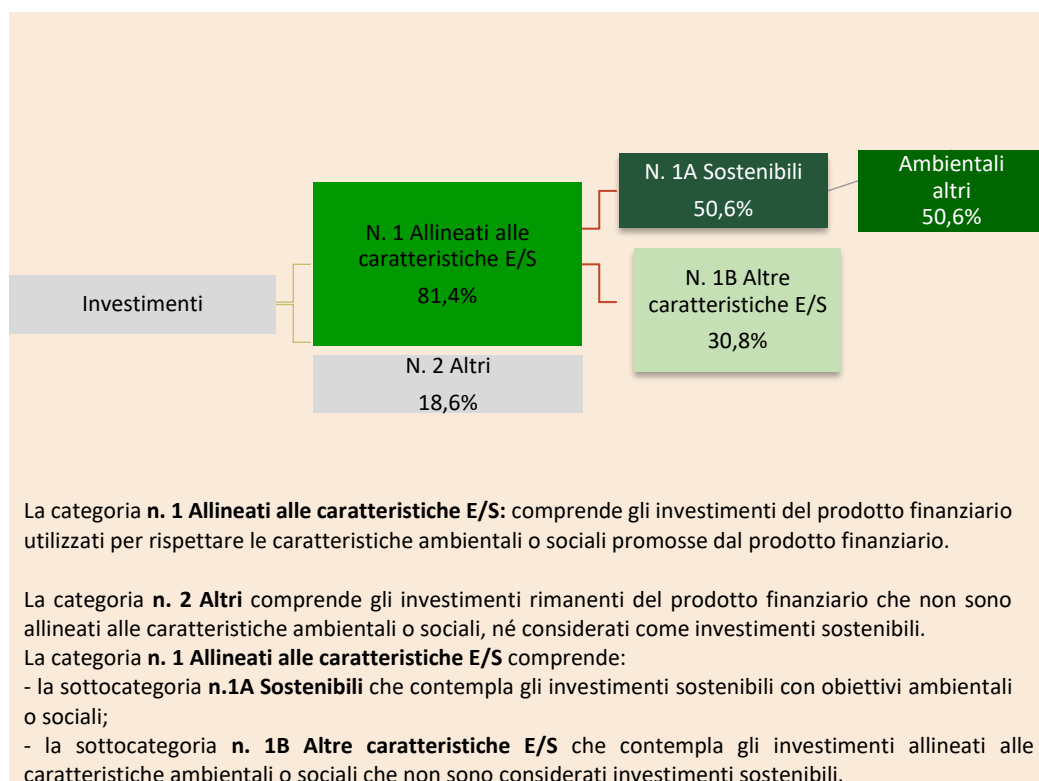 N. 1A Sostenibili
50,6%
Ambientali
altri
50,6%
N. 1 Allineati alle
caratteristiche E/S
81,4%
N. 1B Altre
caratteristiche E/S
30,8%
Investimenti
N. 2 Altri
18,6%
La categoria n. 1 Allineati alle caratteristiche E/S: comprende gli investimenti del prodotto finanziario
utilizzati per rispettare le caratteristiche ambientali o sociali promosse dal prodotto finanziario.
La categoria n. 2 Altri comprende gli investimenti rimanenti del prodotto finanziario che non sono
allineati alle caratteristiche ambientali o sociali, né considerati come investimenti sostenibili.
La categoria n. 1 Allineati alle caratteristiche E/S comprende:
- la sottocategoria n.1A Sostenibili che contempla gli investimenti sostenibili con obiettivi ambientali
o sociali;
- la sottocategoria n. 1B Altre caratteristiche E/S che contempla gli investimenti allineati alle
caratteristiche ambientali o sociali che non sono considerati investimenti sostenibili.